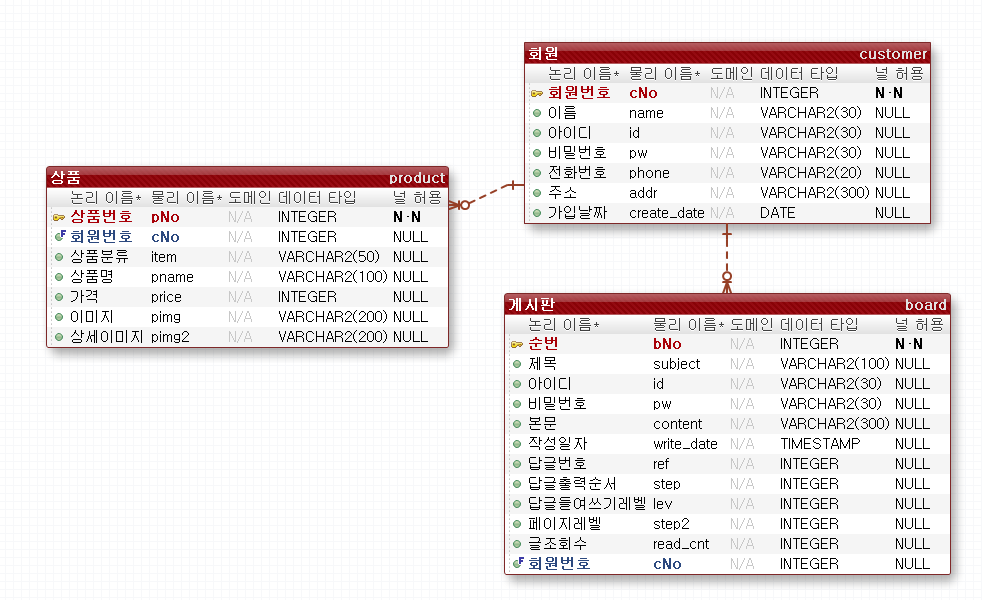 회원 customer
논리 이름* 물리 이름* 도메인 데이터 타입 널 허용
회원번호 cNo N/A INTEGER N·N
이름 name N/A VARCHAR2(30) NULL
아이디 id N/A VARCHAR2(30) NULL
비밀번호 pw N/A VARCHAR2(30) NULL
전화번호 phone N/A VARCHAR2(20) NULL
주소 addr N/A VARCHAR2(300) NULL
가입날짜 create_date N/A DATE NULL
상품 product
논리 이름* 물리 이름* 도메인 데이터 타입 널 허용
상품번호 pNo N/A INTEGER N·N
회원번호 cNo N/A INTEGER NULL
상품분류 item N/A VARCHAR2(50) NULL
상품명 pname N/A VARCHAR2(100) NULL
가격 price N/A INTEGER NULL
이미지 pimg N/A VARCHAR2(200) NULL
상세이미지 pimg2 N/A VARCHAR2(200) NULL
게시판 board
논리 이름* 물리 이름* 도메인 데이터 타입 널 허용
순번 bNo N/A INTEGER N·N
제목 subject N/A VARCHAR2(100) NULL
아이디 id N/A VARCHAR2(30) NULL
비밀번호 pw N/A VARCHAR2(30) NULL
본문 content N/A VARCHAR2(300) NULL
작성일자 write_date N/A TIMESTAMP NULL
답글번호 ref N/A INTEGER NULL
답글출력순서 step N/A INTEGER NULL
답글들여쓰기레벨 lev N/A INTEGER NULL
페이지레벨 step2 N/A INTEGER NULL
글조회수 read_cnt N/A INTEGER NULL
회원번호 cNo N/A INTEGER NULL